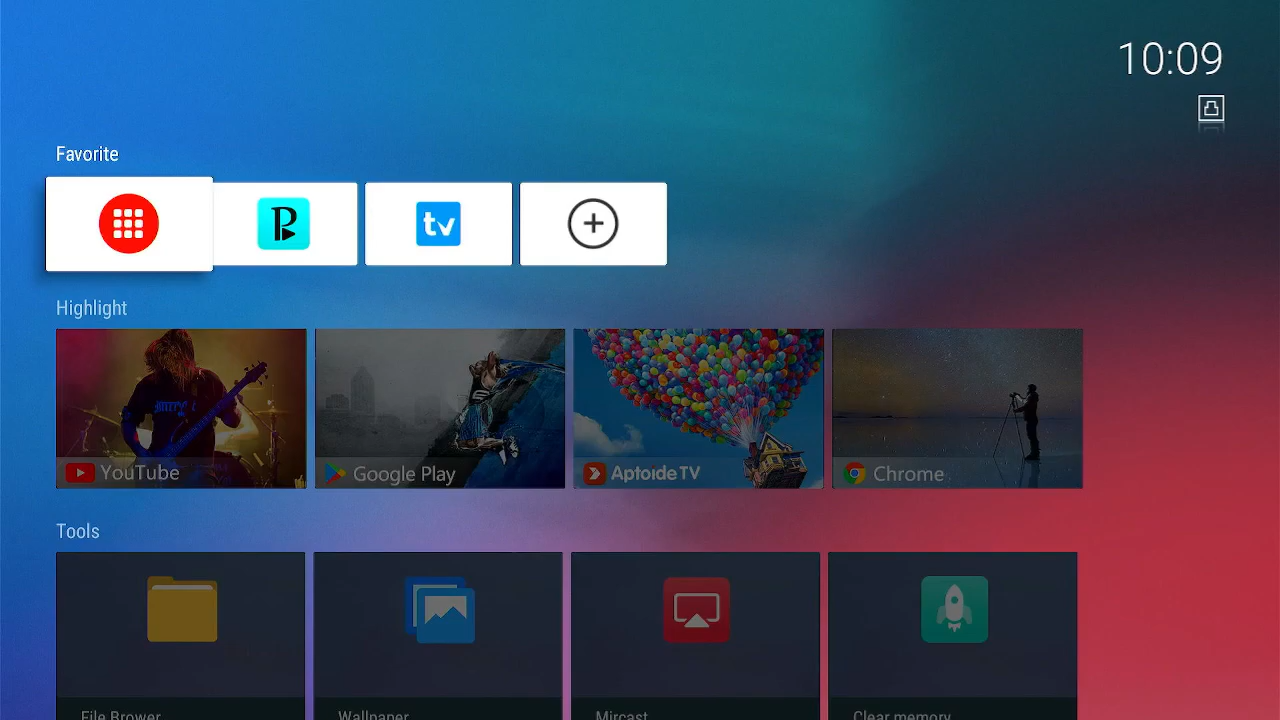 10:09
Favorite
tv
Highlight
YouTube
Google Play
AptoideTV
Chrome
Tools
File Brower
Wallpaper
Mircast
Clear memory